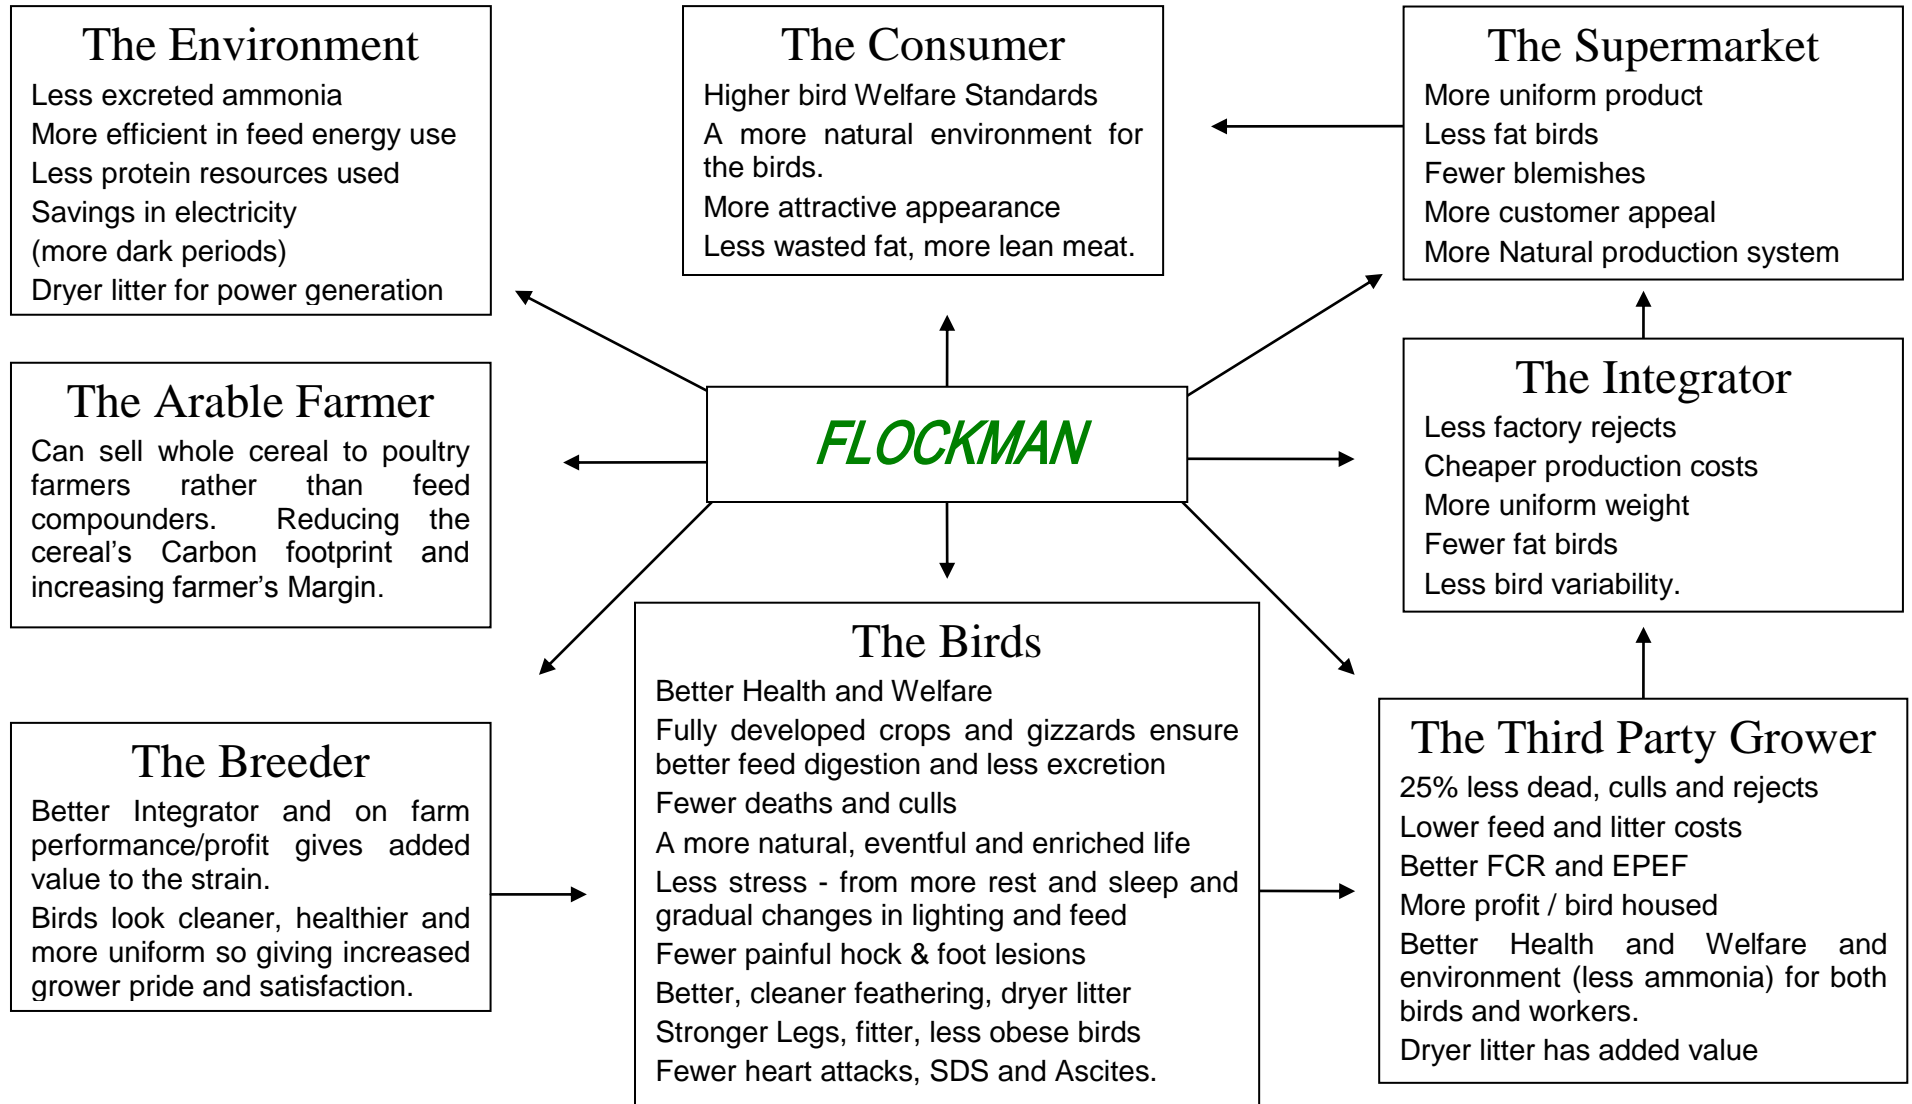 The Environment
Less excreted ammonia
More efficient in feed energy use
Less protein resources used
Savings in electricity
(more dark periods)
Dryer litter for power generation
The Consumer
Higher bird Welfare Standards
A more natural environment for
the birds.
More attractive appearance
Less wasted fat, more lean meat.
The Supermarket
More uniform product
Less fat birds
Fewer blemishes
More customer appeal
More Natural production system
The Arable Farmer
Can sell whole cereal to poultry
farmers rather than feed
compounders. Reducing the
cereal's Carbon footprint and
increasing farmer's Margin.
FLOCKMAN
The Integrator
Less factory rejects
Cheaper production costs
More uniform weight
Fewer fat birds
Less bird variability.
The Breeder
Better Integrator and on farm
performance/profit gives added
value to the strain.
Birds look cleaner, healthier and
more uniform so giving increased
grower pride and satisfaction.
The Birds
Better Health and Welfare
Fully developed crops and gizzards ensure
better feed digestion and less excretion
Fewer deaths and culls
A more natural, eventful and enriched life
Less stress - from more rest and sleep and
gradual changes in lighting and feed
Fewer painful hock & foot lesions
Better, cleaner feathering, dryer litter
Stronger Legs, fitter, less obese birds
Fewer heart attacks, SDS and Ascites.
The Third Party Grower
25% less dead, culls and rejects
Lower feed and litter costs
Better FCR and EPEF
More profit / bird housed
Better Health and Welfare and
environment (less ammonia) for both
birds and workers.
Dryer litter has added value